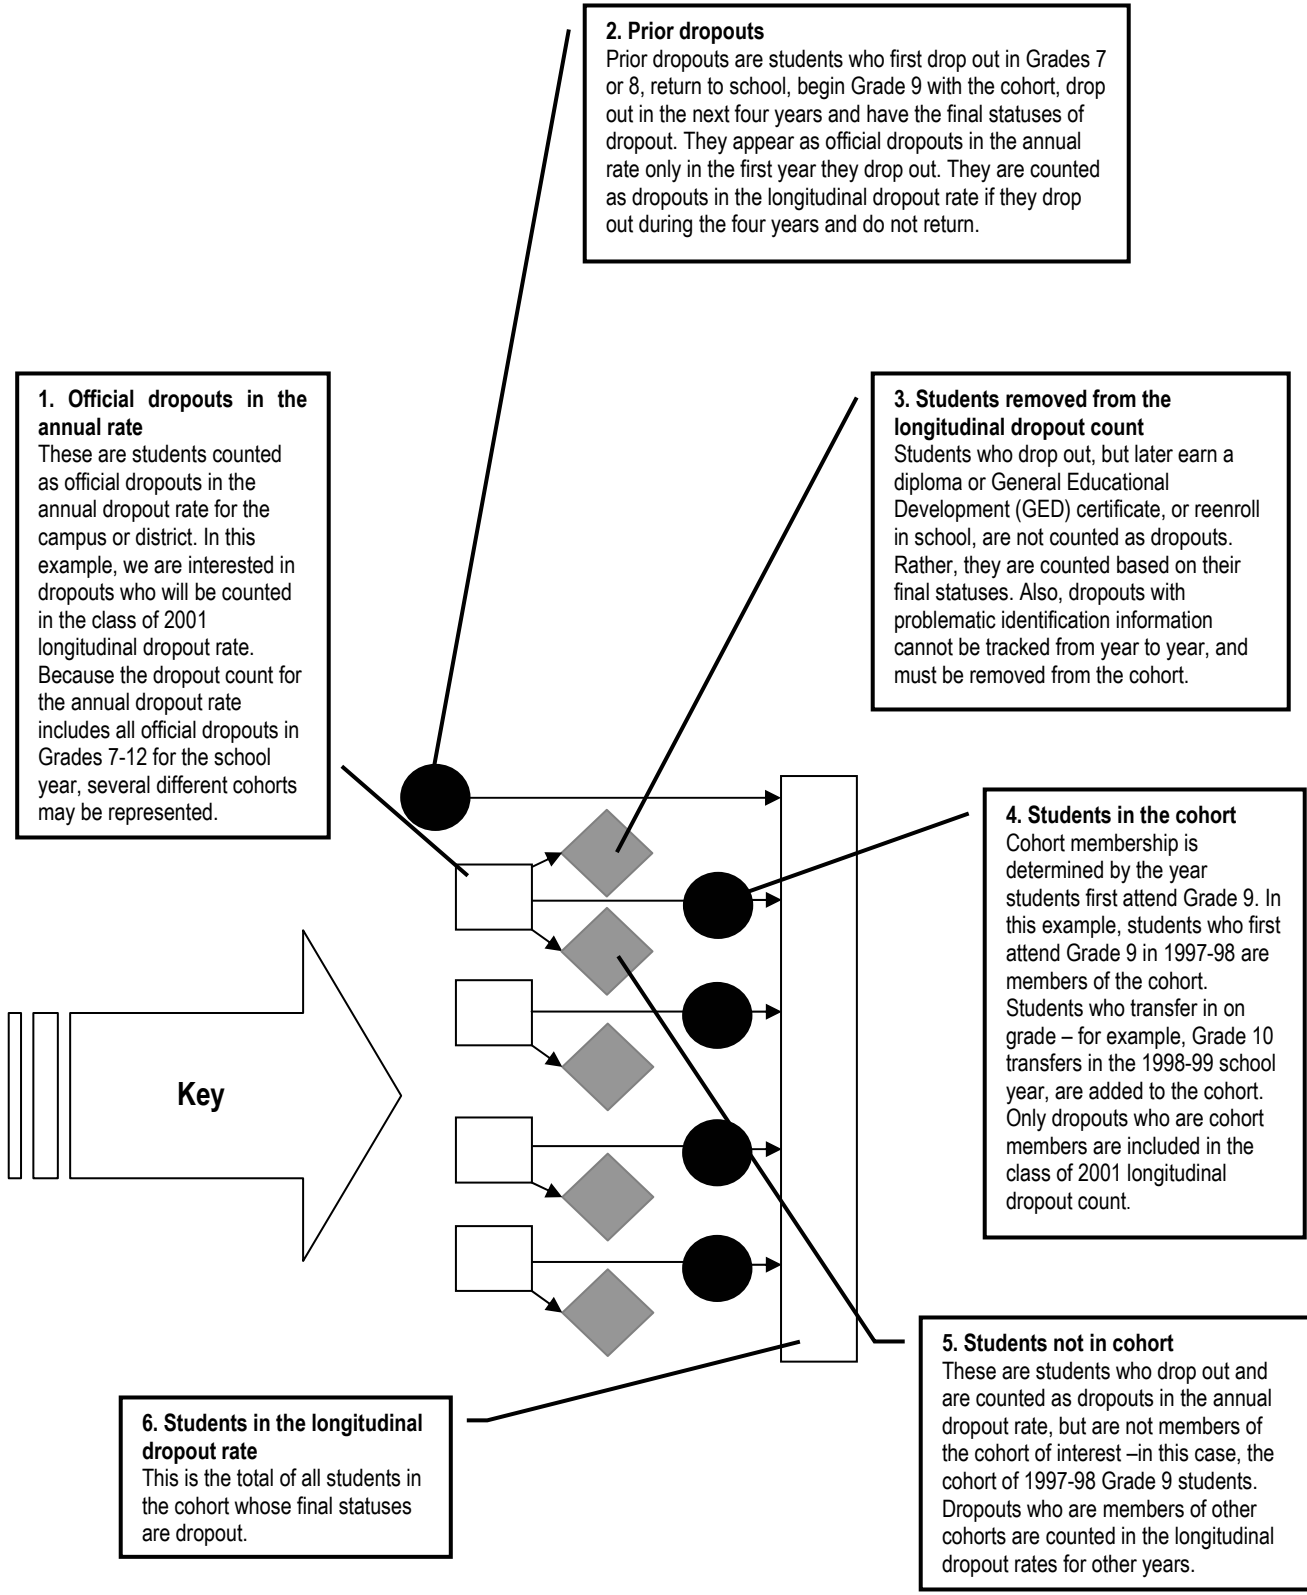 2. Prior dropouts
Prior dropouts are students who first drop out in Grades 7
or 8, return to school, begin Grade 9 with the cohort, drop
out in the next four years and have the final statuses of
dropout. They appear as official dropouts in the annual
rate only in the first year they drop out. They are counted
as dropouts in the longitudinal dropout rate if they drop
out during the four years and do not return.
1. Official dropouts in the
annual rate
These are students counted
as official dropouts in the
annual dropout rate for the
campus or district. In this
example, we are interested in
dropouts who will be counted
in the class of 2001
longitudinal dropout rate.
Because the dropout count for
the annual dropout rate
includes all official dropouts in
Grades 7-12 for the school
year, several different cohorts
may be represented.
3. Students removed from the
longitudinal dropout count
Students who drop out, but later earn a
diploma or General Educational
Development (GED) certificate, or reenroll
in school, are not counted as dropouts.
Rather, they are counted based on their
final statuses. Also, dropouts with
problematic identification information
cannot be tracked from year to year, and
must be removed from the cohort.
4. Students in the cohort
Cohort membership is
determined by the year
students first attend Grade 9. In
this example, students who first
attend Grade 9 in 1997-98 are
members of the cohort.
Students who transfer in on
grade – for example, Grade 10
transfers in the 1998-99 school
year, are added to the cohort.
Only dropouts who are cohort
members are included in the
class of 2001 longitudinal
dropout count.
Key
5. Students not in cohort
These are students who drop out and
are counted as dropouts in the annual
dropout rate, but are not members of
the cohort of interest –in this case, the
cohort of 1997-98 Grade 9 students.
Dropouts who are members of other
cohorts are counted in the longitudinal
dropout rates for other years.
6. Students in the longitudinal
dropout rate
This is the total of all students in
the cohort whose final statuses
are dropout.